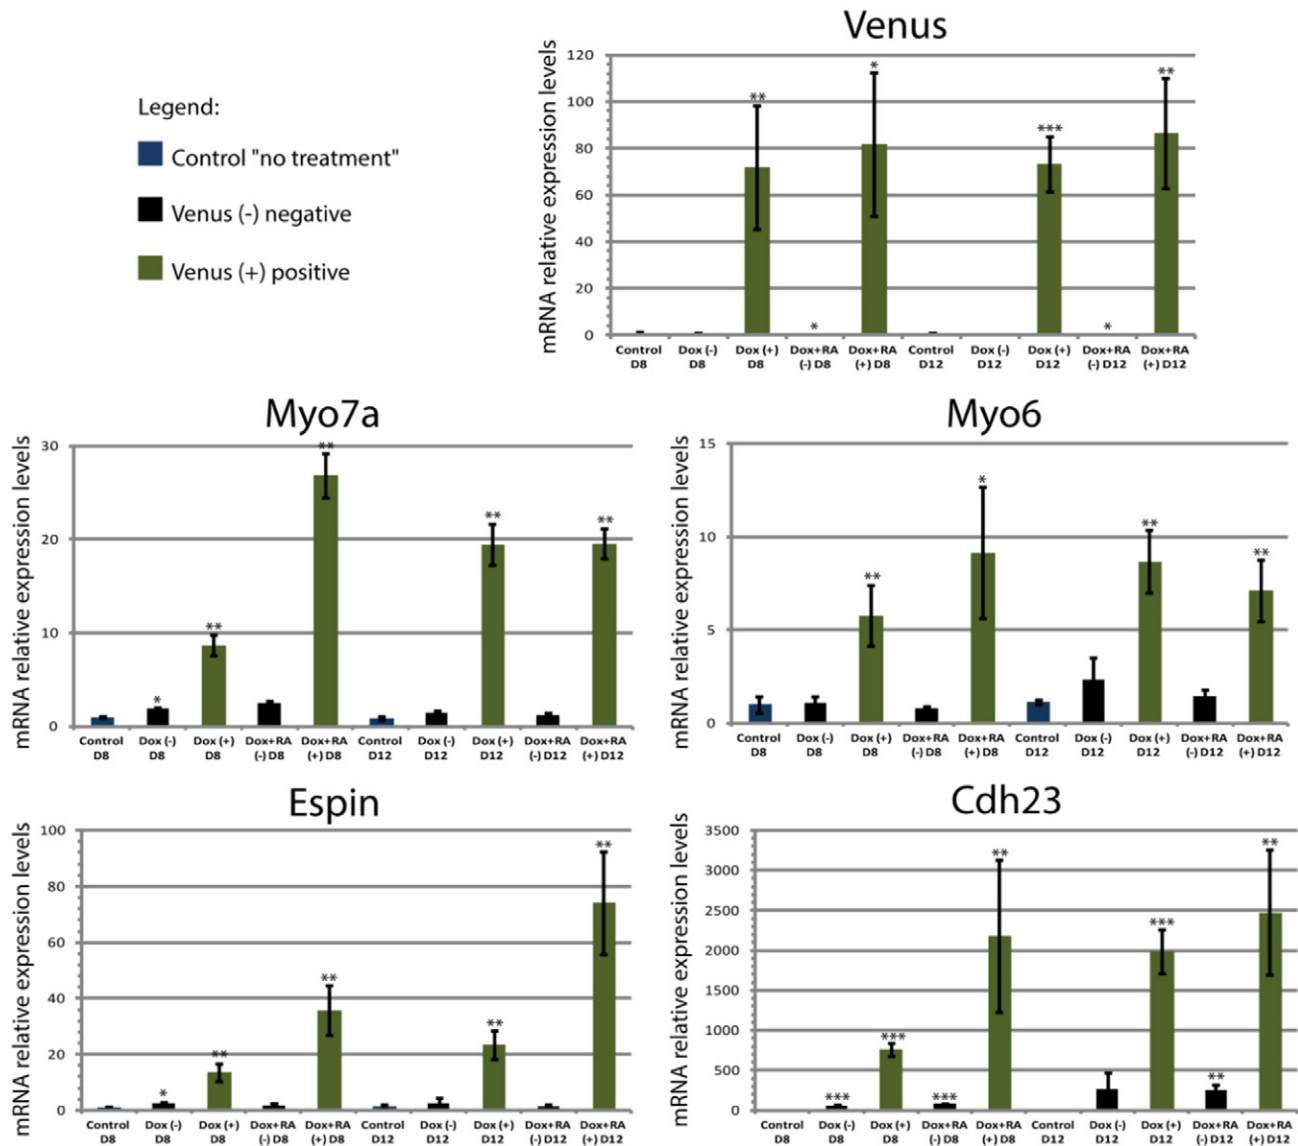 Venus
Legend:
Control "no treatment"
Venus (-) negative
Venus (+) positive
mRNA relative expression levels
120
100
80
60
40
20
0
** * *** **
* *
Control D8 Dox (-) D8 Dox (+) D8 Dox+RA (-) D8 Dox+RA (+) D8 Control D12 Dox (-) D12 Dox (+) D12 Dox+RA (-) D12 Dox+RA (+) D12
Myo7a
mRNA relative expression levels
30
20
10
0
* ** ** ** **
Control D8 Dox (-) D8 Dox (+) D8 Dox+RA (-) D8 Dox+RA (+) D8 Control D12 Dox (-) D12 Dox (+) D12 Dox+RA (-) D12 Dox+RA (+) D12
Myo6
mRNA relative expression levels
15
10
5
0
** * ** **
Control D8 Dox (-) D8 Dox (+) D8 Dox+RA (-) D8 Dox+RA (+) D8 Control D12 Dox (-) D12 Dox (+) D12 Dox+RA (-) D12 Dox+RA (+) D12
Espin
mRNA relative expression levels
100
80
60
40
20
0
* ** ** ** **
Control D8 Dox (-) D8 Dox (+) D8 Dox+RA (-) D8 Dox+RA (+) D8 Control D12 Dox (-) D12 Dox (+) D12 Dox+RA (-) D12 Dox+RA (+) D12
Cdh23
mRNA relative expression levels
3500
3000
2500
2000
1500
1000
500
0
*** *** *** ** *** ** **
Control D8 Dox (-) D8 Dox (+) D8 Dox+RA (-) D8 Dox+RA (+) D8 Control D12 Dox (-) D12 Dox (+) D12 Dox+RA (-) D12 Dox+RA (+) D12